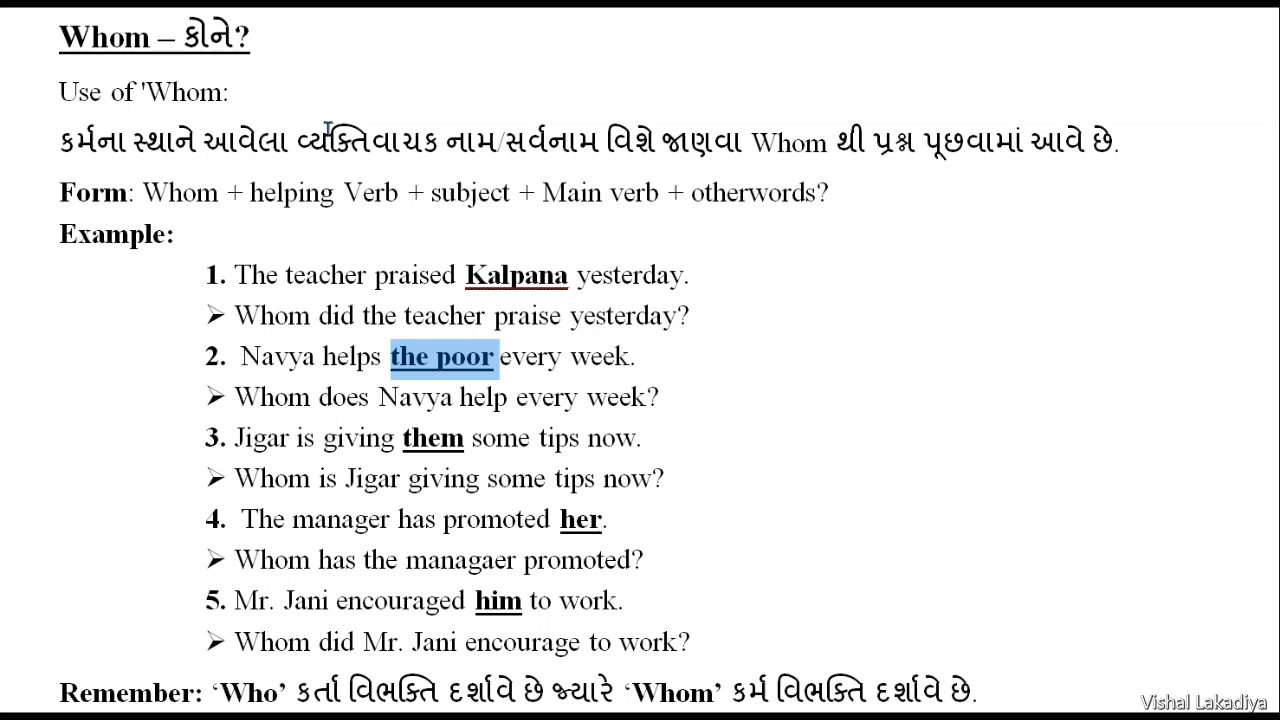 Whom – કોને?
Use of 'Whom:
કર્મના સ્થાને આવેલા વ્યક્તિવાચક નામ/સર્વનામ વિશે જાણવા Whom થી પ્રશ્ન પૂછવામાં આવે છે.
Form: Whom + helping Verb + subject + Main verb + otherwords?
Example:
1. The teacher praised Kalpana yesterday.
➢ Whom did the teacher praise yesterday?
2. Navya helps the poor every week.
➢ Whom does Navya help every week?
3. Jigar is giving them some tips now.
➢ Whom is Jigar giving some tips now?
4. The manager has promoted her.
➢ Whom has the managaer promoted?
5. Mr. Jani encouraged him to work.
➢ Whom did Mr. Jani encourage to work?
Remember: ‘Who’ કર્તા વિભક્તિ દર્શાવે છે જ્યારે ‘Whom’ કર્મ વિભક્તિ દર્શાવે છે.
Vishal Lakadiya